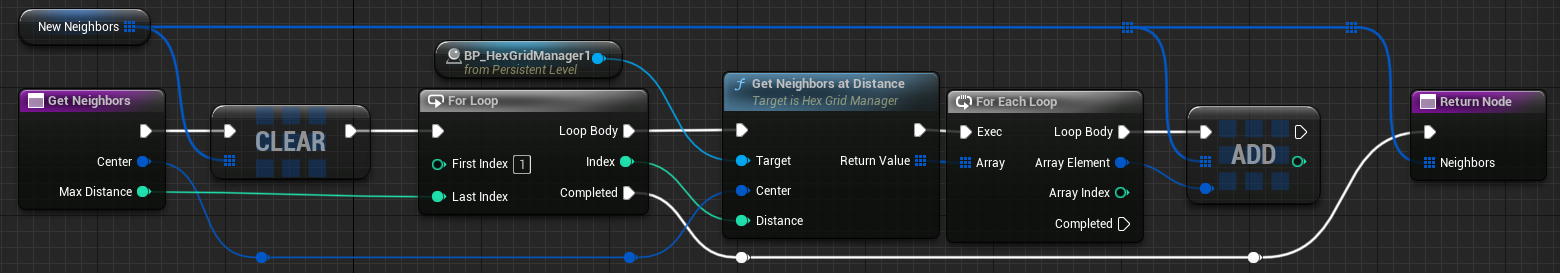 New Neighbors
BP_HexGridManager1
from Persistent Level
Get Neighbors
Center
Max Distance
CLEAR
For Loop
First Index 1
Last Index
Loop Body
Index
Completed
Get Neighbors at Distance
Target is Hex Grid Manager
Target
Center
Distance
Return Value
For Each Loop
Exec
Array
Loop Body
Array Element
Array Index
Completed
ADD
Return Node
Neighbors